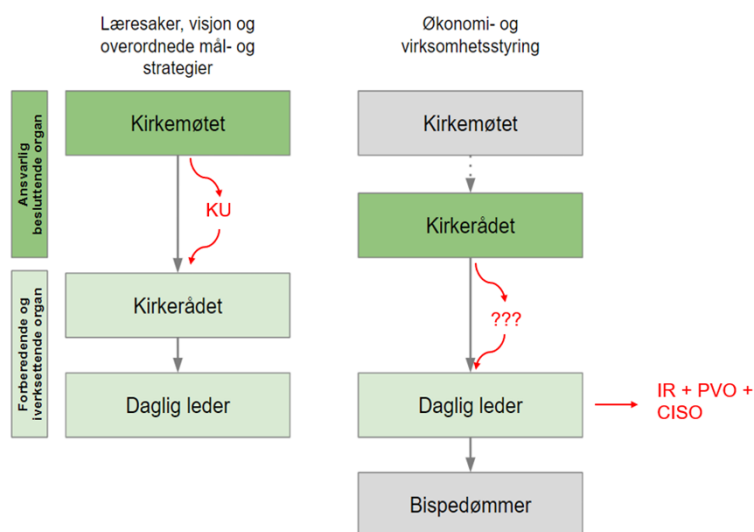 Læresaker, visjon og
overordnede mål- og
strategier
Økonomi- og
virksomhetsstyring
Ansvarlig
besluttende organ
Kirkemøtet
Kirkemøtet
KU
Kirkerådet
Forberedende og
iverksettende organ
Kirkerådet
???
Daglig leder
Daglig leder
IR + PVO +
CISO
Bispedømmer